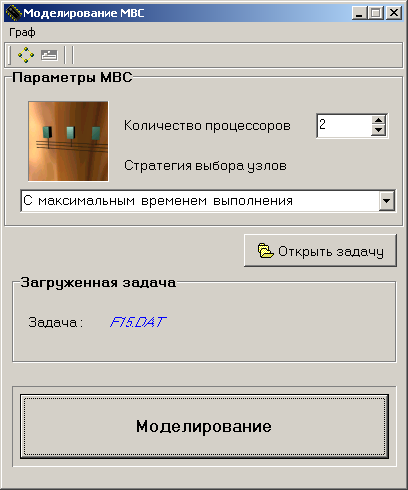 Моделирование МВС
Граф
Параметры МВС
Количество процессоров 2
Стратегия выбора узлов
С максимальным временем выполнения
Открыть задачу
Загруженная задача
Задача: F15.DAT
Моделирование